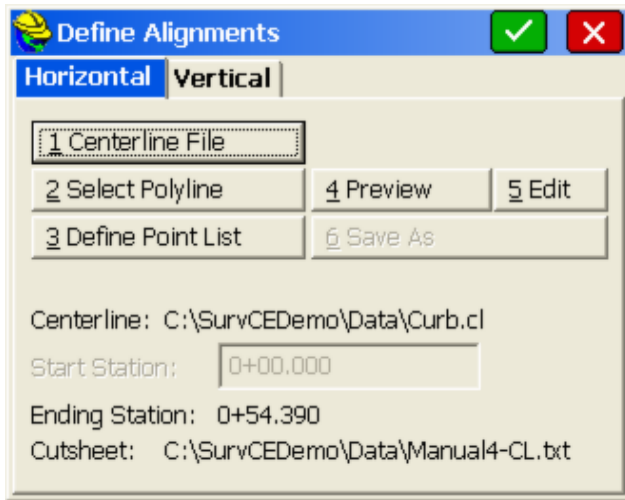 Define Alignments
Horizontal Vertical
1 Centerline File
2 Select Polyline 4 Preview 5 Edit
3 Define Point List 6 Save As
Centerline: C:\SurvCEDemo\Data\Curb.cl
Start Station: 0+00.000
Ending Station: 0+54.390
Cutsheet: C:\SurvCEDemo\Data\Manual4-CL.txt